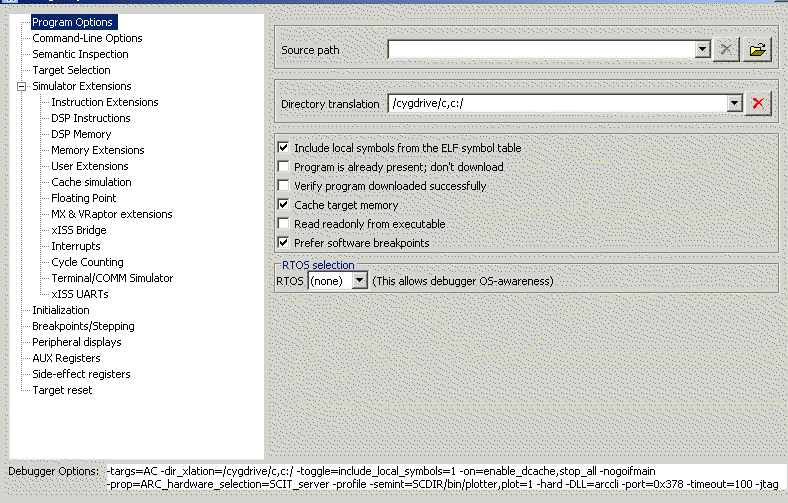 Program Options
Command-Line Options
Semantic Inspection
Target Selection
Simulator Extensions
Instruction Extensions
DSP Instructions
DSP Memory
Memory Extensions
User Extensions
Cache simulation
Floating Point
MX & VRaptor extensions
xISS Bridge
Interrupts
Cycle Counting
Terminal/COMM Simulator
xISS UARTs
Initialization
Breakpoints/Stepping
Peripheral displays
AUX Registers
Side-effect registers
Target reset
Source path
Directory translation /cygdrive/c,c:/
Include local symbols from the ELF symbol table
Program is already present; don't download
Verify program downloaded successfully
Cache target memory
Read readonly from executable
Prefer software breakpoints
RTOS selection
RTOS (none) (This allows debugger OS-awareness)
Debugger Options: -targs=AC -dir_xlation=/cygdrive/c,c:/ -toggle=include_local_symbols=1 -on=enable_dcache,stop_all -nogoifmain
-prop=ARC_hardware_selection=SCIT_server -profile -semint=SCDIR/bin/plotter,plot=1 -hard -DLL=arccli -port=0x378 -timeout=100 -jtag